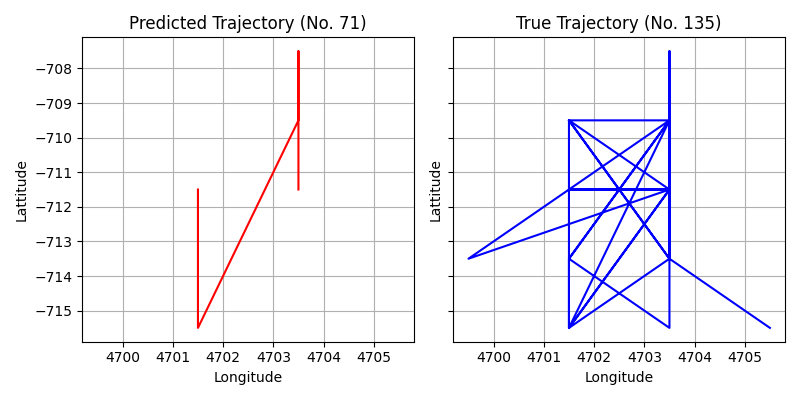 Predicted Trajectory (No. 71)
True Trajectory (No. 135)
Lattitude
−708
−709
−710
−711
−712
−713
−714
−715
4700 4701 4702 4703 4704 4705
Longitude
Lattitude
4700 4701 4702 4703 4704 4705
Longitude